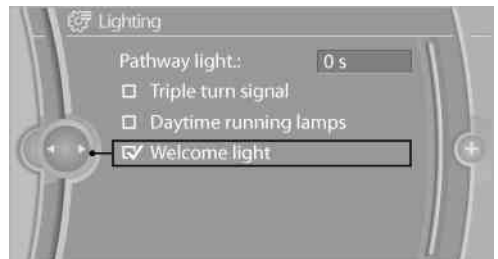 Lighting
Pathway light.: 0 s
Triple turn signal
Daytime running lamps
Welcome light